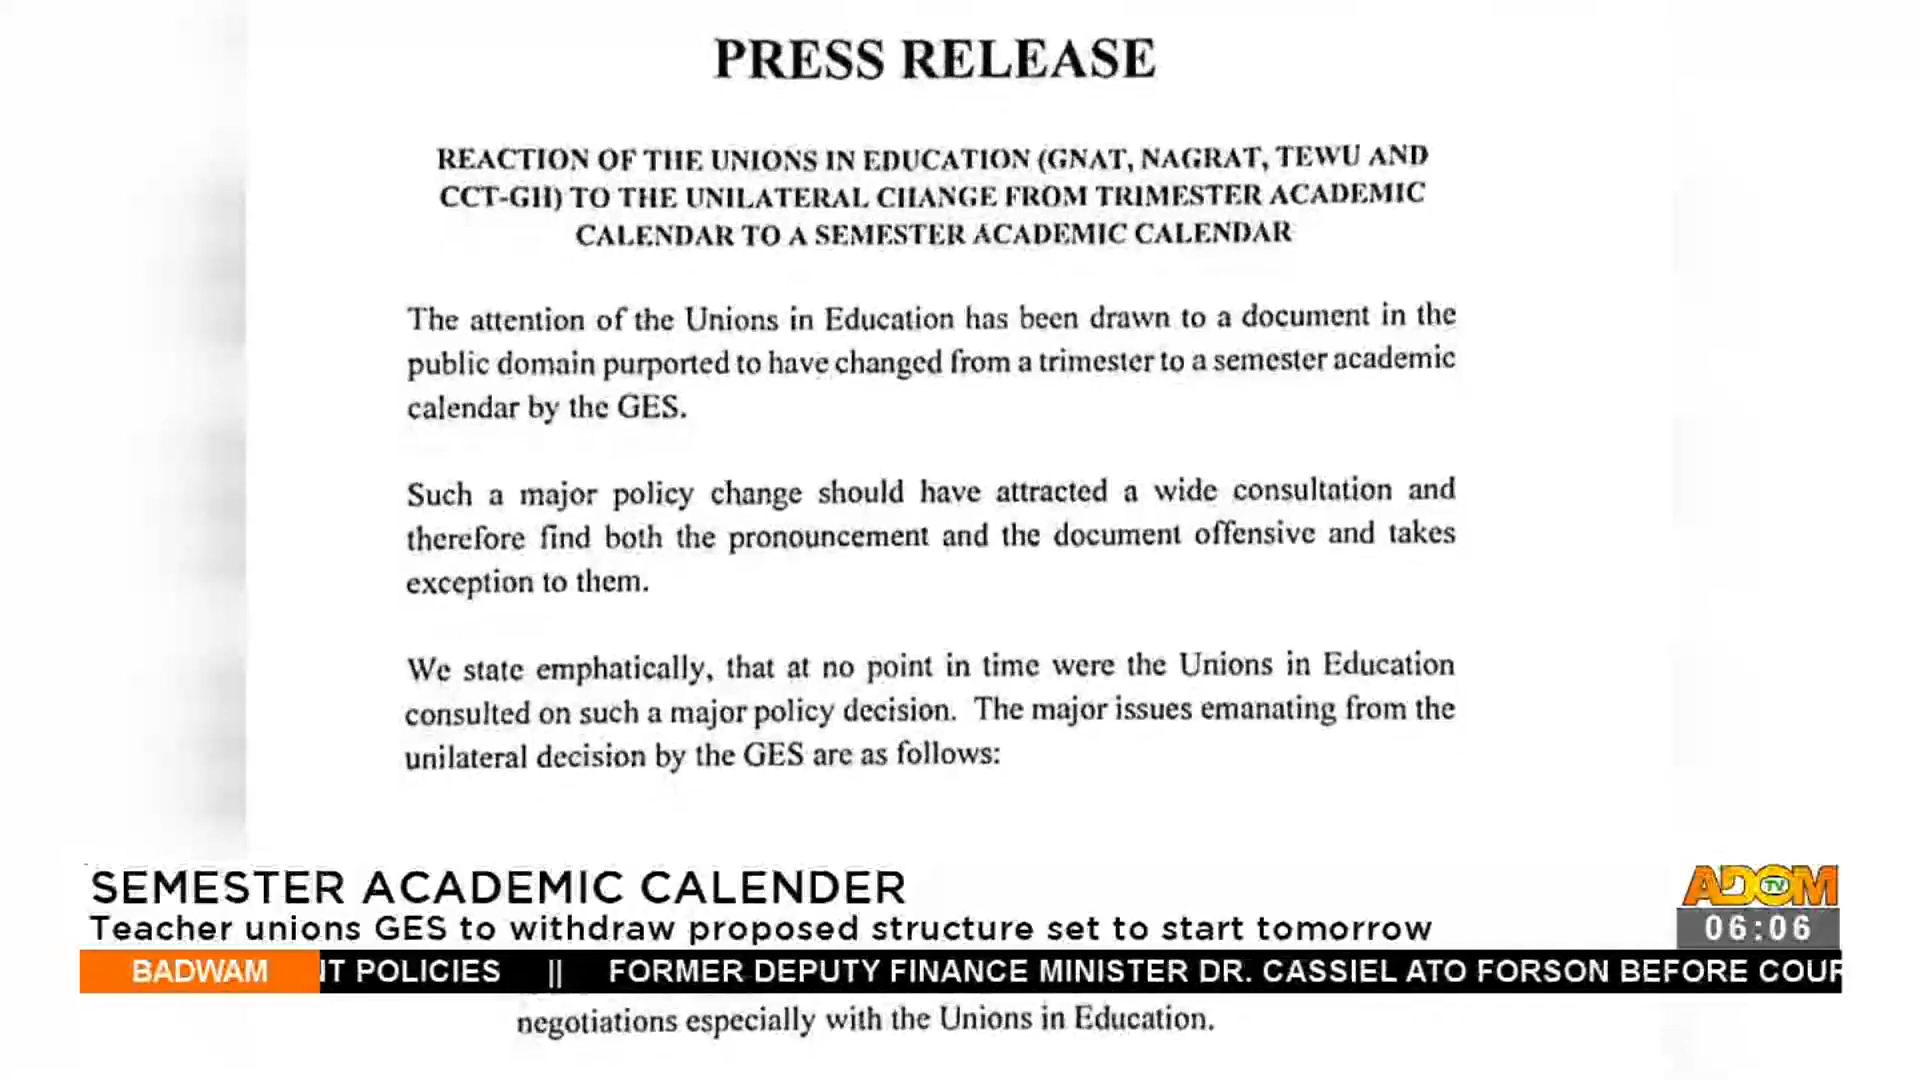 PRESS RELEASE
REACTION OF THE UNIONS IN EDUCATION (GNAT, NAGRAT, TEWU AND
CCT-GH) TO THE UNILATERAL CHANGE FROM TRIMESTER ACADEMIC
CALENDAR TO A SEMESTER ACADEMIC CALENDAR
The attention of the Unions in Education has been drawn to a document in the
public domain purported to have changed from a trimester to a semester academic
calendar by the GES.
Such a major policy change should have attracted a wide consultation and
therefore find both the pronouncement and the document offensive and takes
exception to them.
We state emphatically, that at no point in time were the Unions in Education
consulted on such a major policy decision. The major issues emanating from the
unilateral decision by the GES are as follows:
SEMESTER ACADEMIC CALENDER
Teacher unions GES to withdraw proposed structure set to start tomorrow
ADOM TV
06:06
BADWAM
POLICIES || FORMER DEPUTY FINANCE MINISTER DR. CASSIEL ATO FORSON BEFORE
negotiations especially with the Unions in Education.